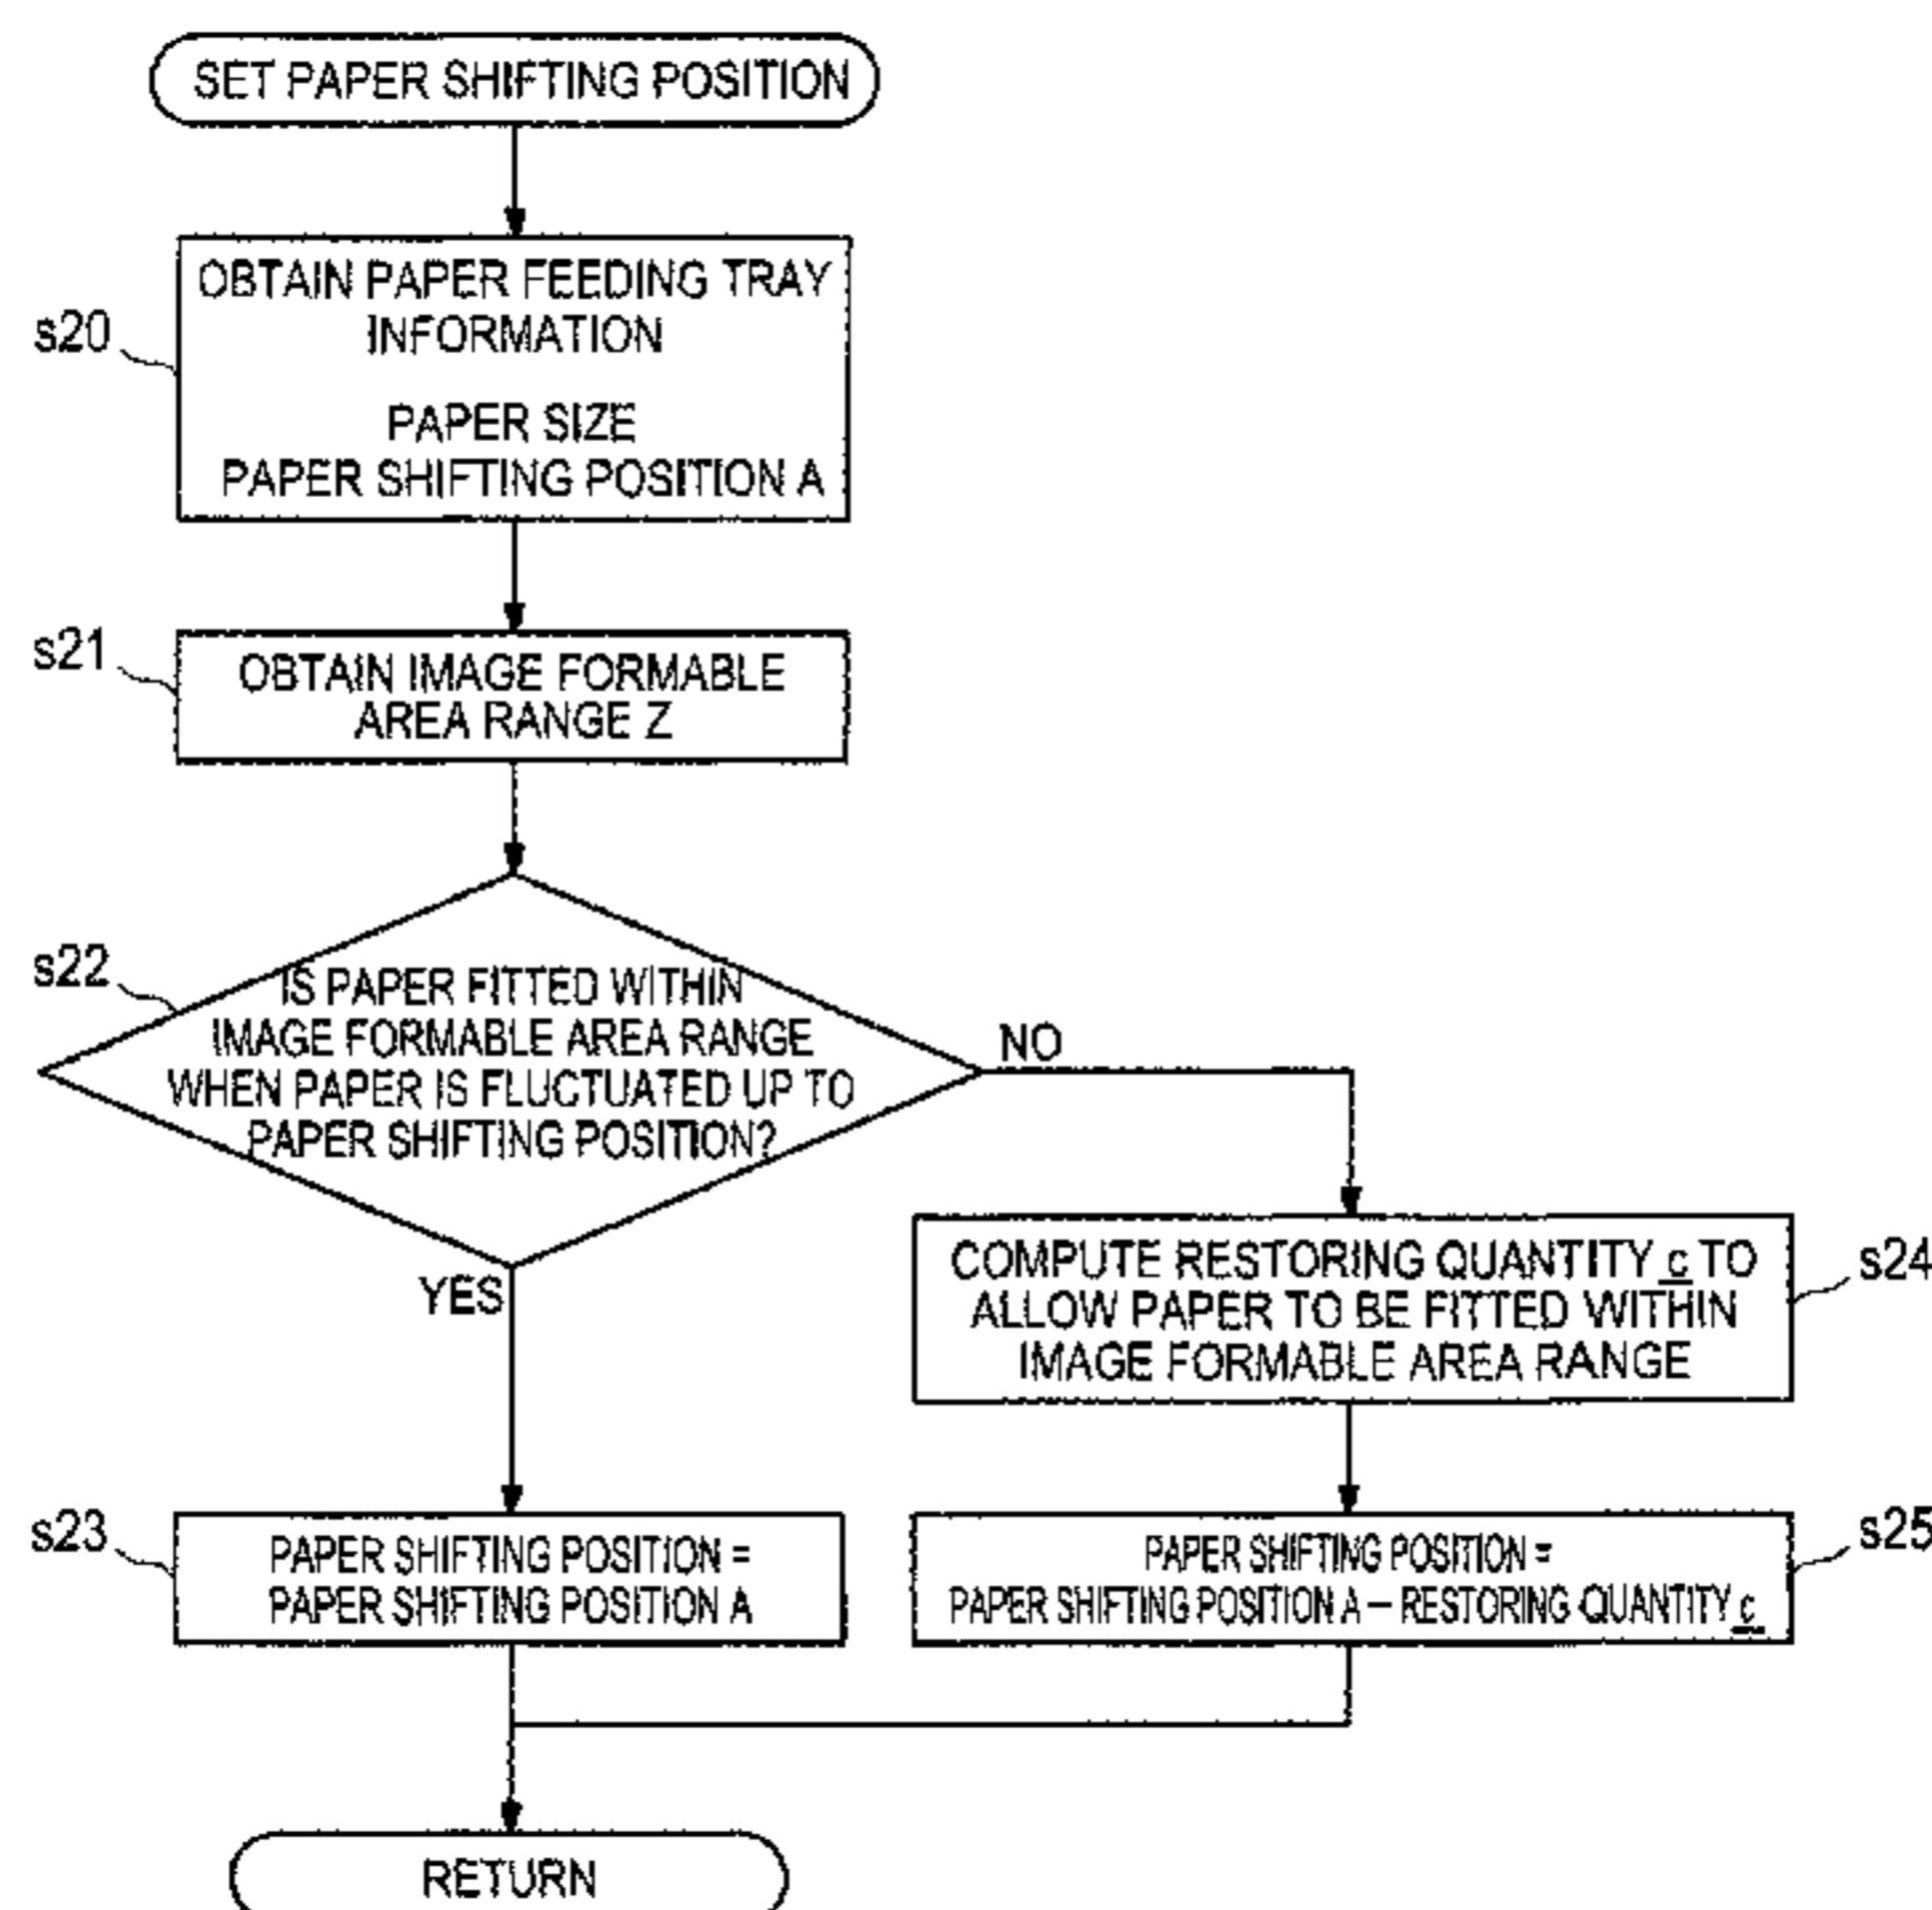 SET PAPER SHIFTING POSITION
s20
OBTAIN PAPER FEEDING TRAY
INFORMATION
PAPER SIZE
PAPER SHIFTING POSITION A
s21
OBTAIN IMAGE FORMABLE
AREA RANGE Z
s22
IS PAPER FITTED WITHIN
IMAGE FORMABLE AREA RANGE
WHEN PAPER IS FLUCTUATED UP TO
PAPER SHIFTING POSITION?
NO
YES
COMPUTE RESTORING QUANTITY c TO
ALLOW PAPER TO BE FITTED WITHIN
IMAGE FORMABLE AREA RANGE
s24
s23
PAPER SHIFTING POSITION =
PAPER SHIFTING POSITION A
PAPER SHIFTING POSITION =
PAPER SHIFTING POSITION A — RESTORING QUANTITY c
s25
RETURN